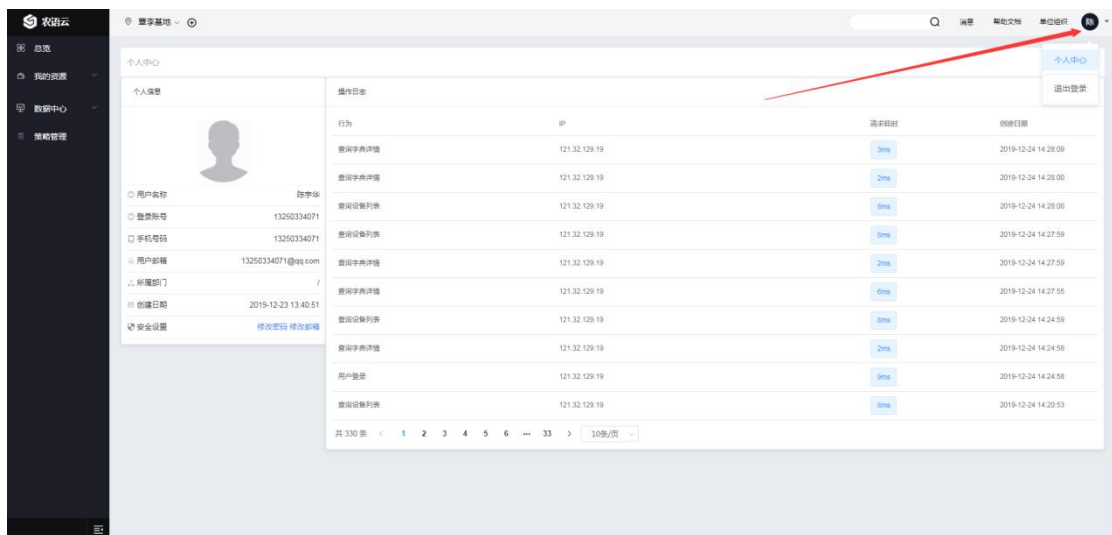 农语云
覃孛基地
消息 帮助文档 单位组织 陈
总览
我的资源
数据中心
策略管理
个人中心
个人中心
退出登录
个人信息
用户名称 陈宇华
登录账号 13250334071
手机号码 13250334071
用户邮箱 13250334071@qq.com
所属部门 /
创建日期 2019-12-23 13:40:51
安全设置 修改密码 修改邮箱
操作日志
行为 IP 请求耗时 创建日期
查询字典详情 121.32.129.19 3ms 2019-12-24 14:28:09
查询字典详情 121.32.129.19 2ms 2019-12-24 14:28:00
查询设备列表 121.32.129.19 8ms 2019-12-24 14:28:00
查询设备列表 121.32.129.19 8ms 2019-12-24 14:27:59
查询字典详情 121.32.129.19 2ms 2019-12-24 14:27:59
查询字典详情 121.32.129.19 6ms 2019-12-24 14:27:55
查询设备列表 121.32.129.19 8ms 2019-12-24 14:24:59
查询字典详情 121.32.129.19 2ms 2019-12-24 14:24:58
用户登录 121.32.129.19 9ms 2019-12-24 14:24:58
查询设备列表 121.32.129.19 8ms 2019-12-24 14:20:53
共 330 条 < 1 2 3 4 5 6 ··· 33 > 10条/页